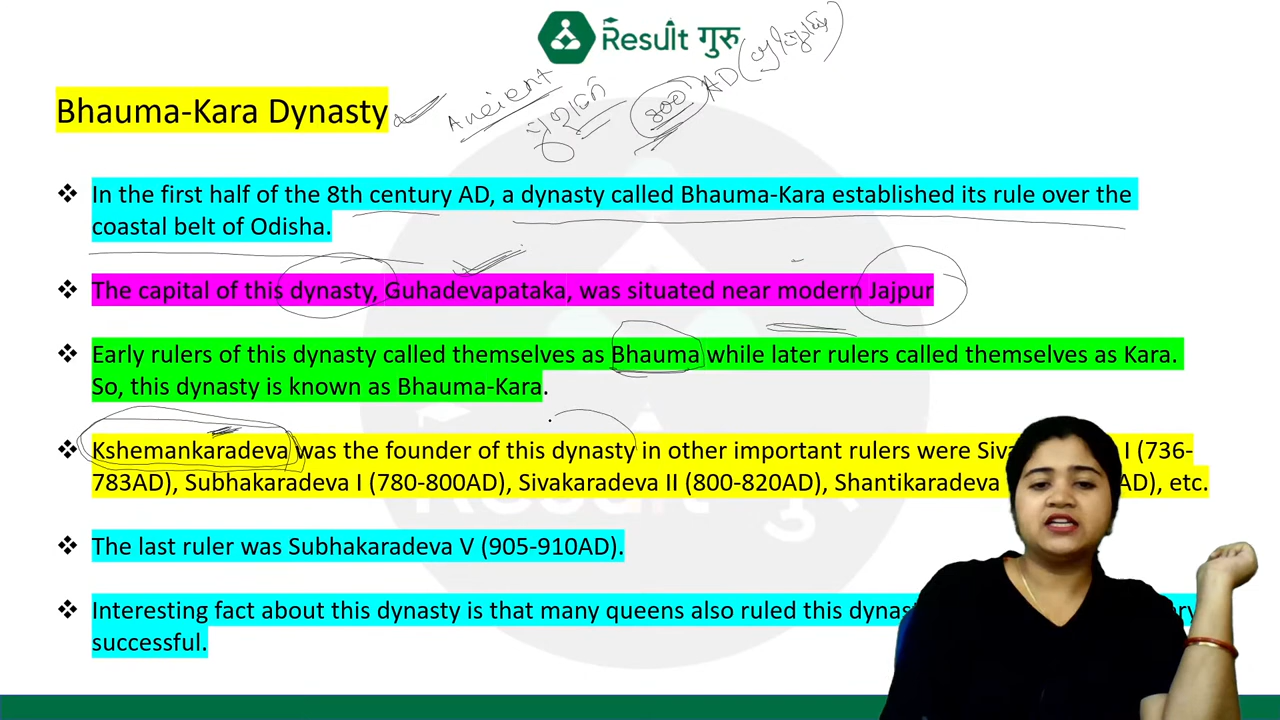 Result गुरु
Bhauma-Kara Dynasty
Ancient
800 AD
❖ In the first half of the 8th century AD, a dynasty called Bhauma-Kara established its rule over the
coastal belt of Odisha.
❖ The capital of this dynasty, Guhadevapataka, was situated near modern Jajpur
❖ Early rulers of this dynasty called themselves as Bhauma while later rulers called themselves as Kara.
So, this dynasty is known as Bhauma-Kara.
❖ Kshemankaradeva was the founder of this dynasty in other important rulers were I (736-
783AD), Subhakaradeva I (780-800AD), Sivakaradeva II (800-820AD), Shantikaradeva AD), etc.
❖ The last ruler was Subhakaradeva V (905-910AD).
❖ Interesting fact about this dynasty is that many queens also ruled this
successful.